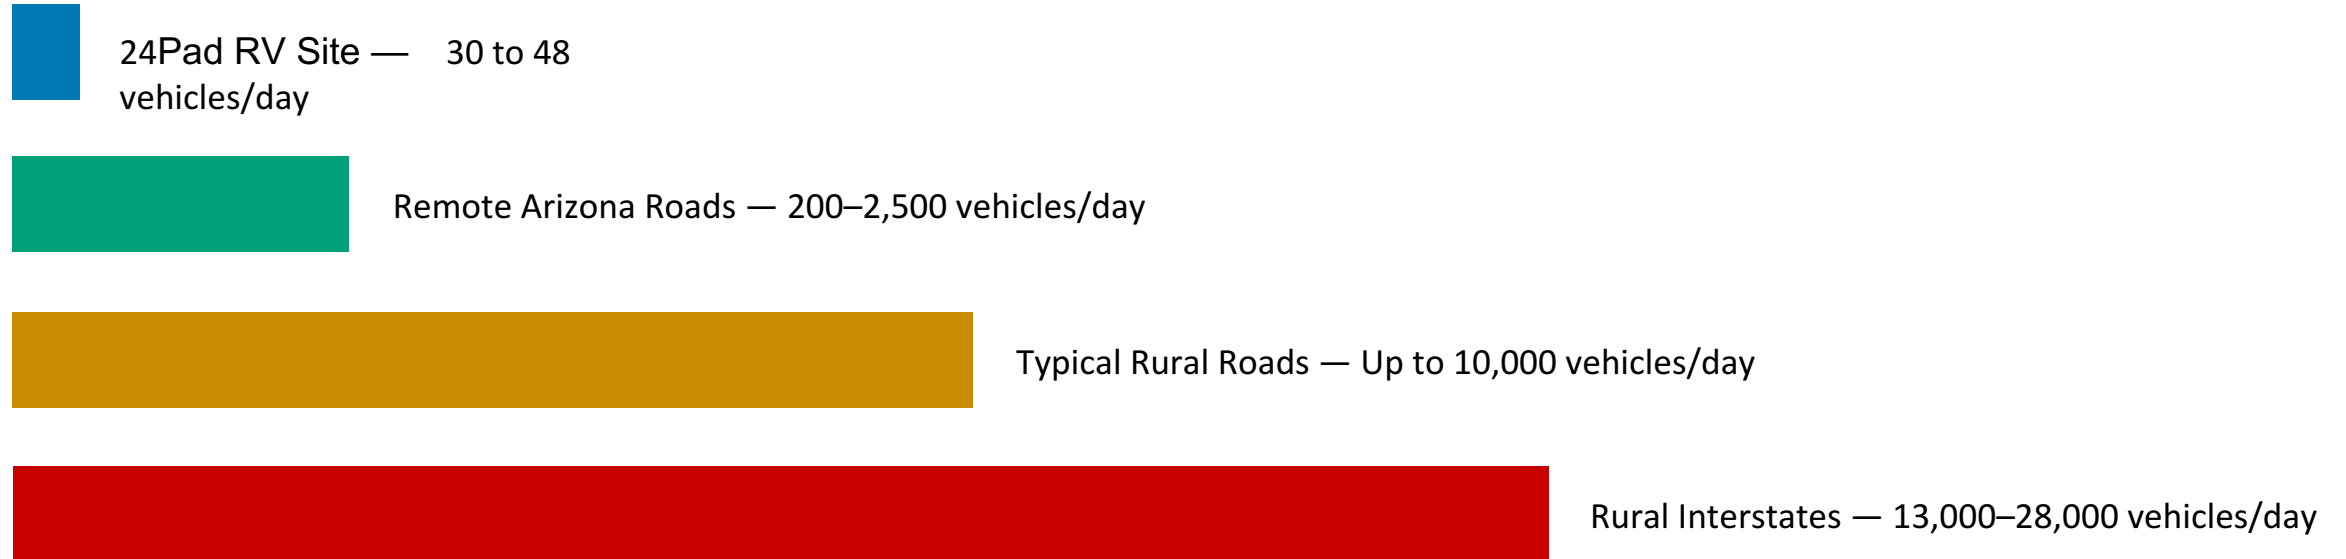 24Pad RV Site — 30 to 48
vehicles/day
Remote Arizona Roads — 200–2,500 vehicles/day
Typical Rural Roads — Up to 10,000 vehicles/day
Rural Interstates — 13,000–28,000 vehicles/day